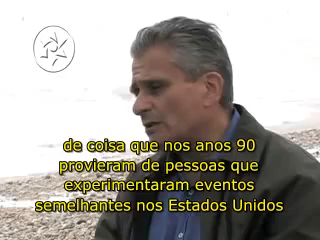 de coisa que nos anos 90
provieram de pessoas que
experimentaram eventos
semelhantes nos Estados Unidos